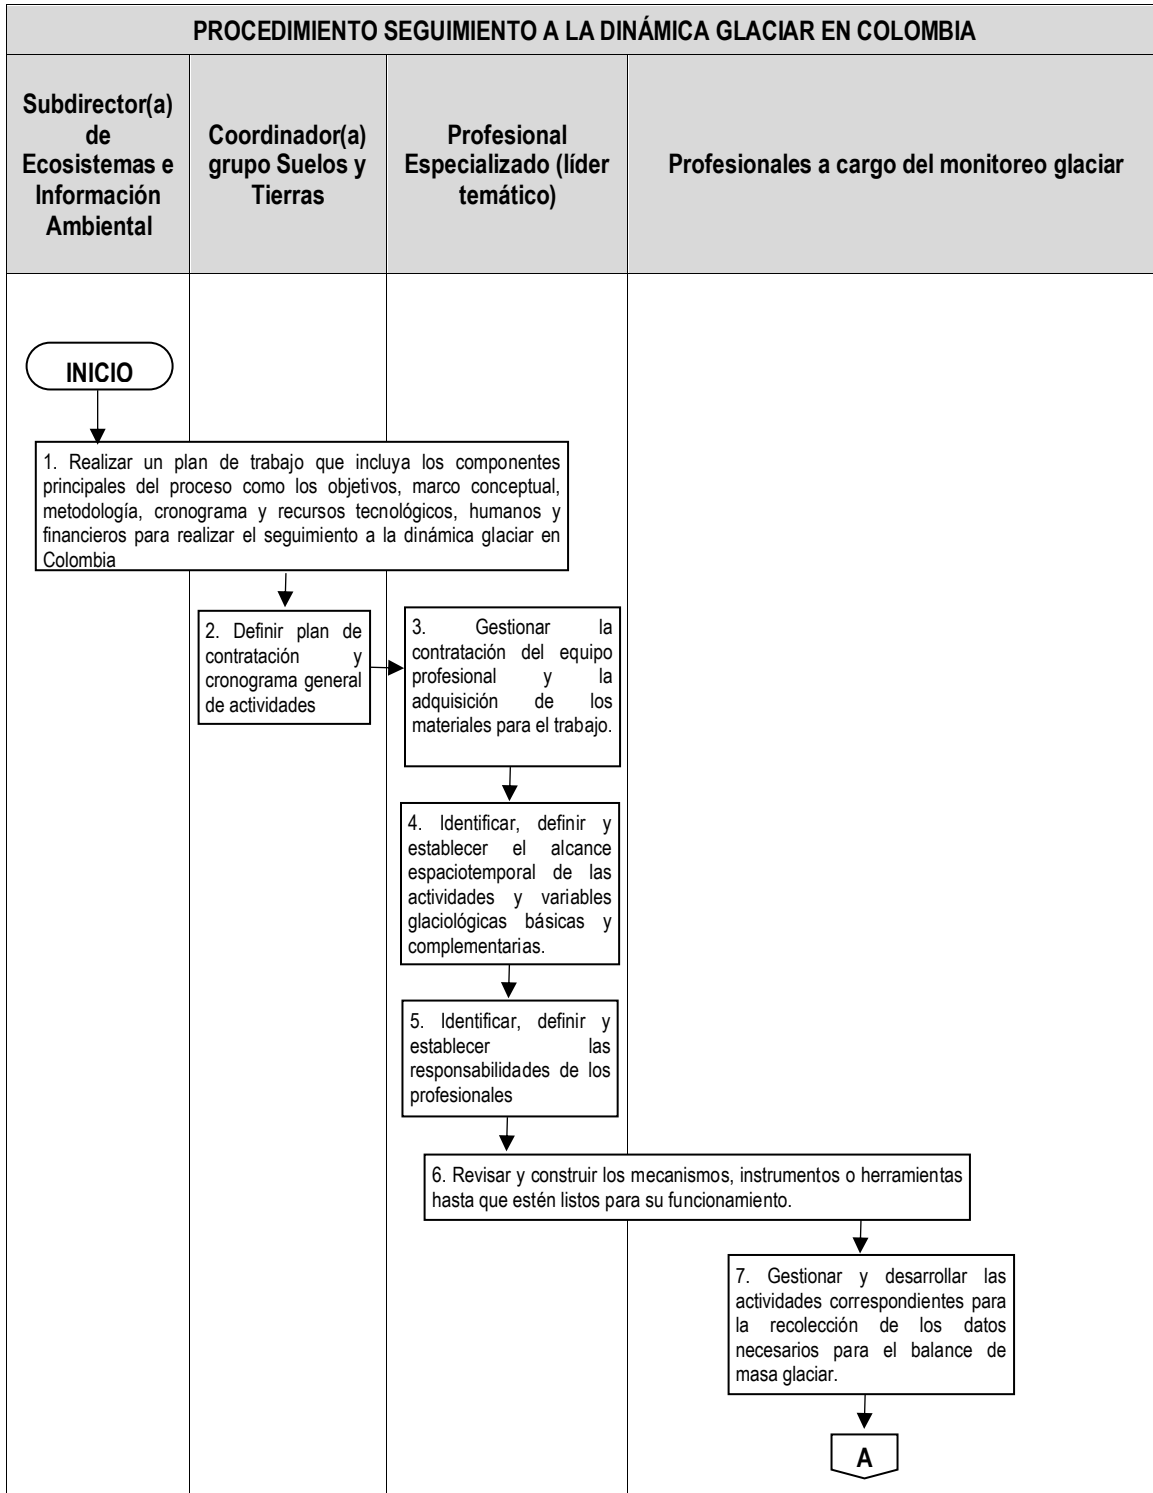 PROCEDIMIENTO SEGUIMIENTO A LA DINÁMICA GLACIAR EN COLOMBIA
Subdirector(a)
de
Ecosistemas e
Información
Ambiental
Coordinador(a)
grupo Suelos y
Tierras
Profesional
Especializado (líder
temático)
Profesionales a cargo del monitoreo glaciar
INICIO
1. Realizar un plan de trabajo que incluya los componentes
principales del proceso como los objetivos, marco conceptual,
metodología, cronograma y recursos tecnológicos, humanos y
financieros para realizar el seguimiento a la dinámica glaciar en
Colombia
2. Definir plan de
contratación y
cronograma general
de actividades
3. Gestionar la
contratación del equipo
profesional y la
adquisición de los
materiales para el trabajo.
4. Identificar, definir y
establecer el alcance
espaciotemporal de las
actividades y variables
glaciológicas básicas y
complementarias.
5. Identificar, definir y
establecer las
responsabilidades de los
profesionales
6. Revisar y construir los mecanismos, instrumentos o herramientas
hasta que estén listos para su funcionamiento.
7. Gestionar y desarrollar las
actividades correspondientes para
la recolección de los datos
necesarios para el balance de
masa glaciar.
A